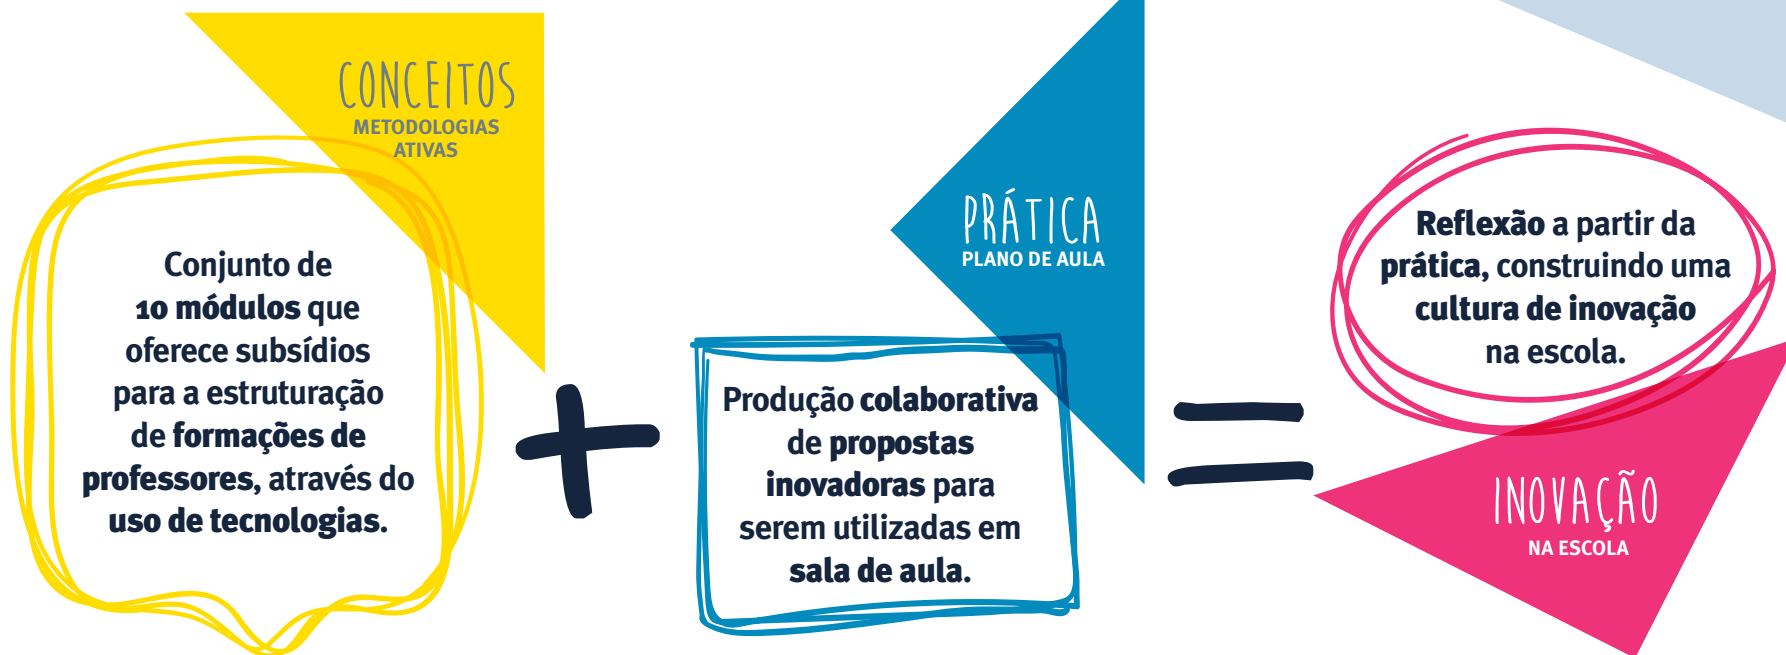 CONCEITOS
METODOLOGIAS
ATIVAS
Conjunto de
10 módulos que
oferece subsídios
para a estruturação
de formações de
professores, através do
uso de tecnologias.
+
PRÁTICA
PLANO DE AULA
Produção colaborativa
de propostas
inovadoras para
serem utilizadas em
sala de aula.
=
Reflexão a partir da
prática, construindo uma
cultura de inovação
na escola.
INOVAÇÃO
NA ESCOLA